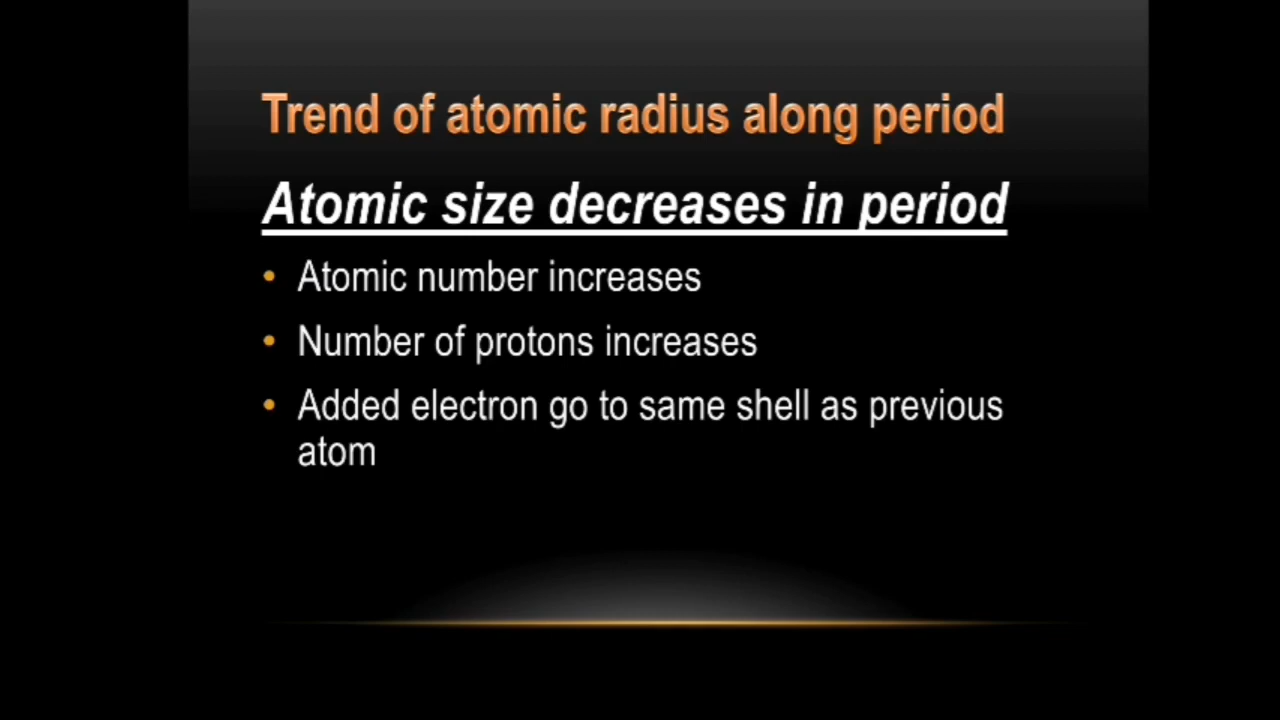 Trend of atomic radius along period
Atomic size decreases in period
• Atomic number increases
• Number of protons increases
• Added electron go to same shell as previous
atom